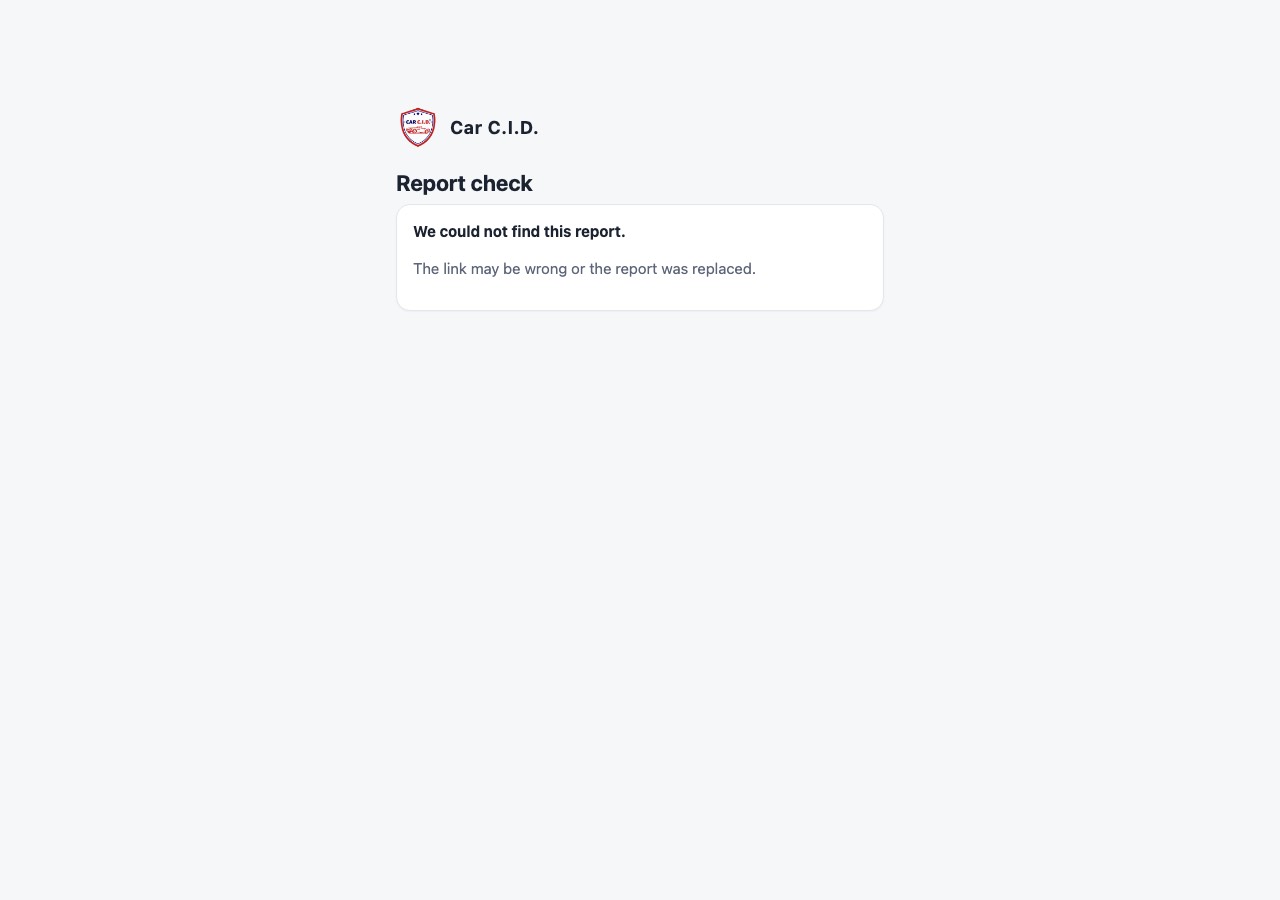 CAR C.I.D.
Car C.I.D.
Report check
We could not find this report.
The link may be wrong or the report was replaced.